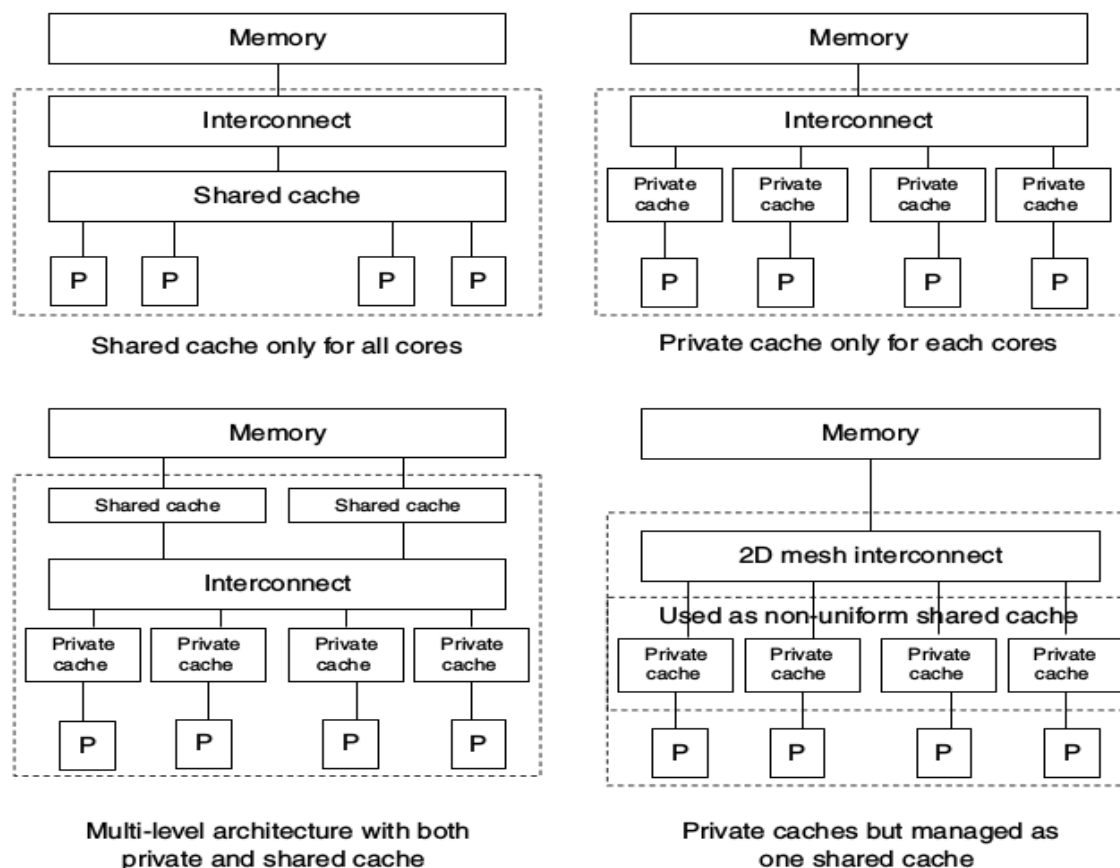 Memory
Interconnect
Shared cache
P P P P
Shared cache only for all cores
Memory
Interconnect
Private cache Private cache Private cache Private cache
P P P P
Private cache only for each cores
Memory
Shared cache Shared cache
Interconnect
Private cache Private cache Private cache Private cache
P P P P
Multi-level architecture with both
private and shared cache
Memory
2D mesh interconnect
Used as non-uniform shared cache
Private cache Private cache Private cache Private cache
P P P P
Private caches but managed as
one shared cache